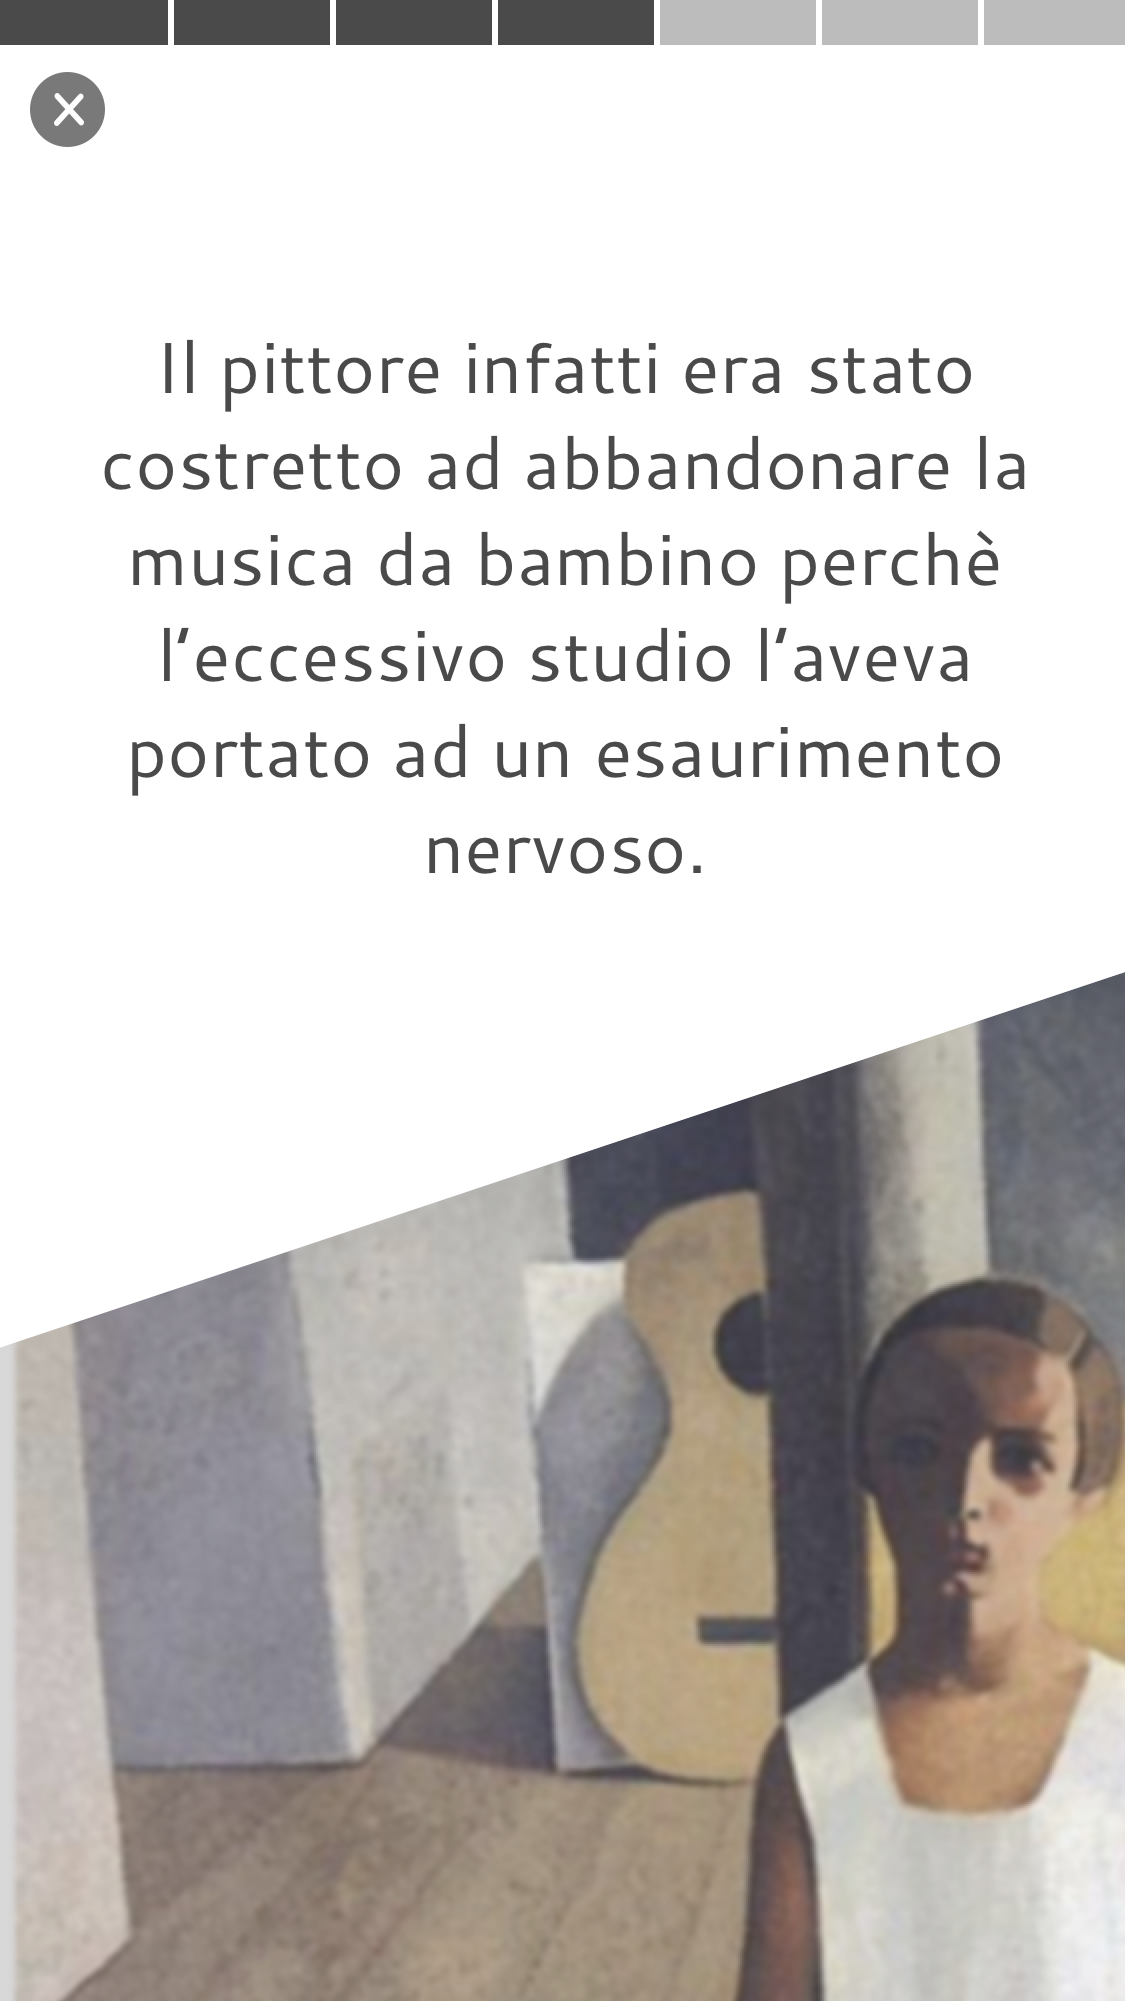 Il pittore infatti era stato
costretto ad abbandonare la
musica da bambino perchè
l’eccessivo studio l’aveva
portato ad un esaurimento
nervoso.